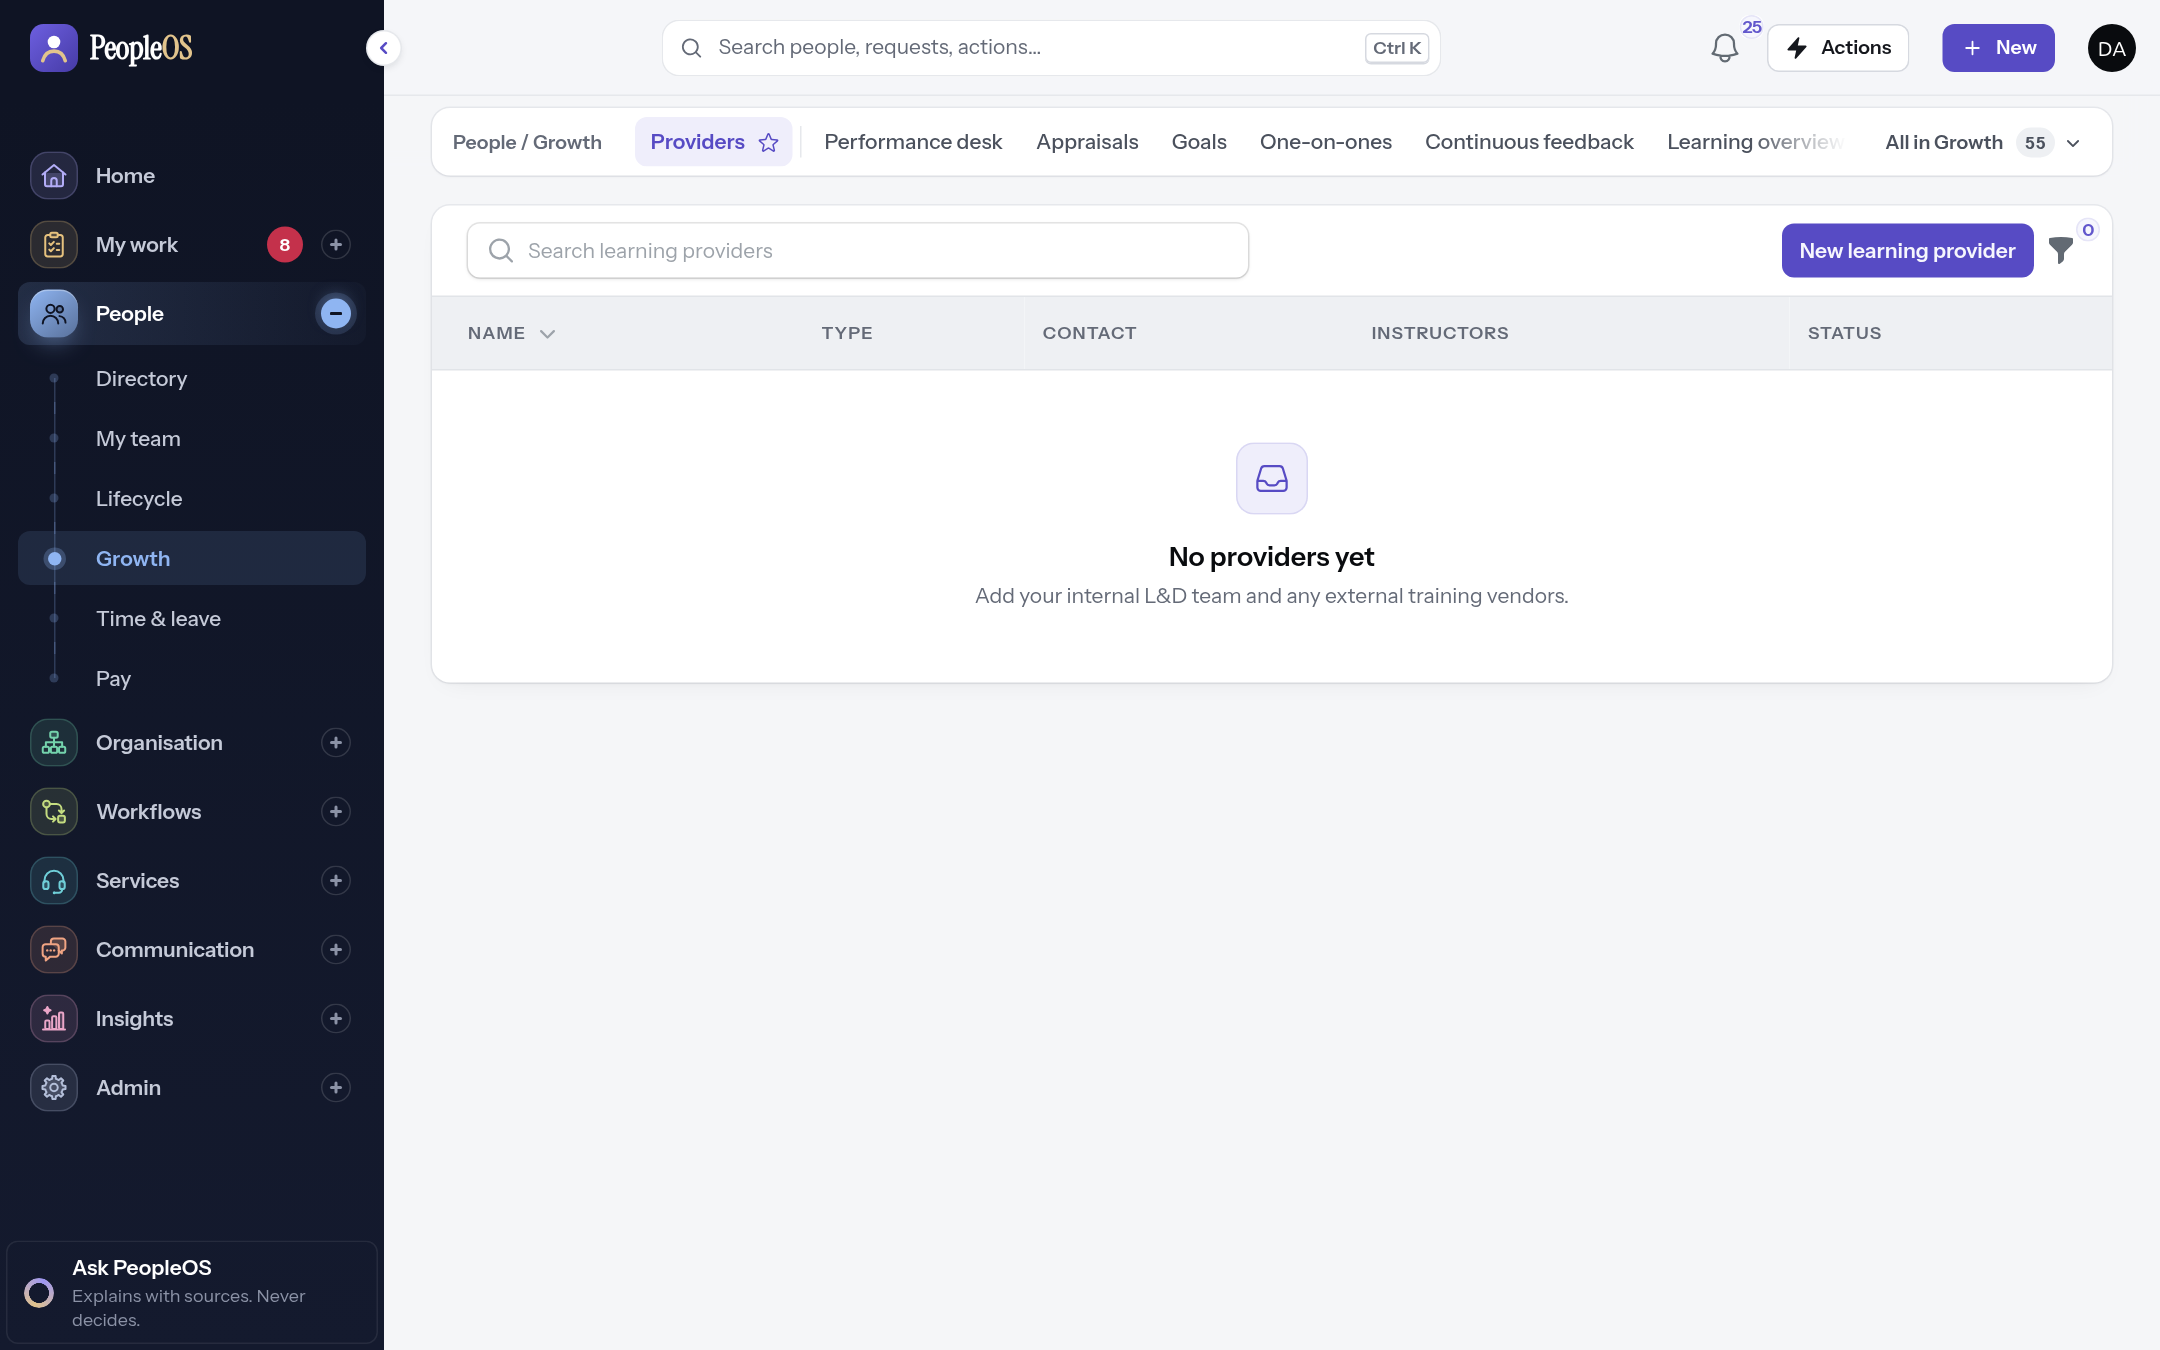 PeopleOS
Search people, requests, actions...
Ctrl K
25
Actions
New
DA
Home
My work
8
People
Directory
My team
Lifecycle
Growth
Time & leave
Pay
Organisation
Workflows
Services
Communication
Insights
Admin
Ask PeopleOS
Explains with sources. Never
decides.
People / Growth
Providers
Performance desk
Appraisals
Goals
One-on-ones
Continuous feedback
Learning overview
All in Growth
55
Search learning providers
New learning provider
0
NAME
TYPE
CONTACT
INSTRUCTORS
STATUS
No providers yet
Add your internal L&D team and any external training vendors.